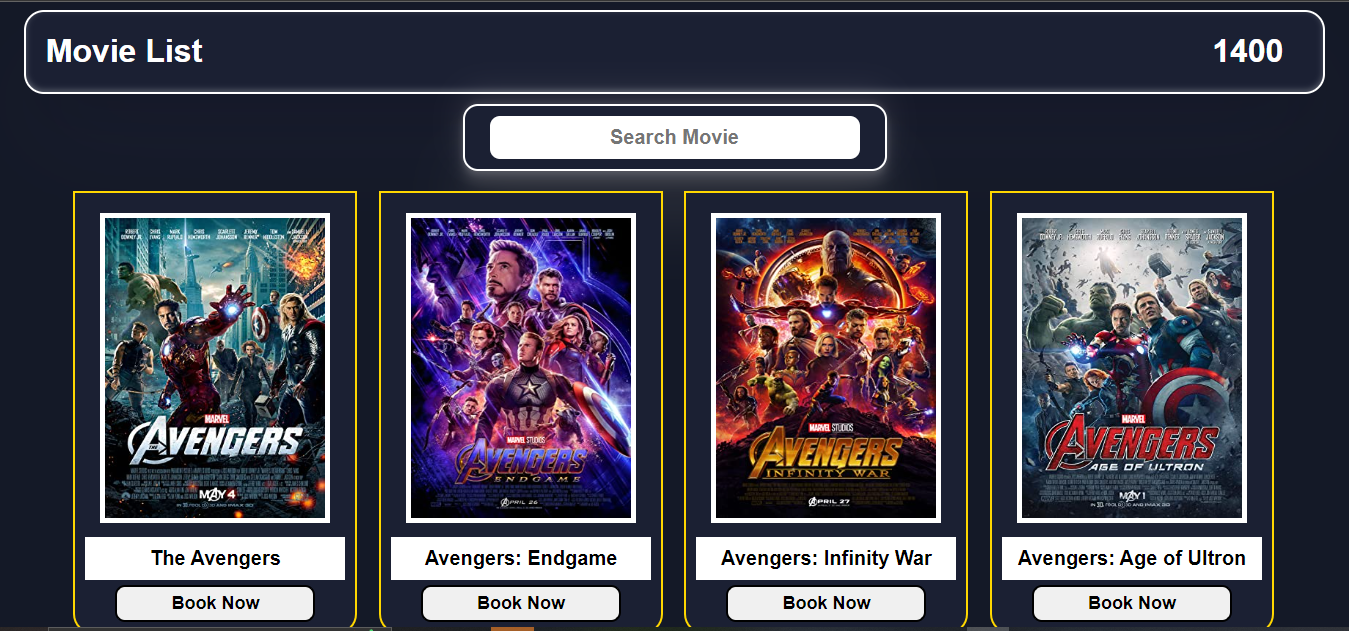 Movie List
1400
Search Movie
MARVEL
AVENGERS
MAY 4
MARVEL STUDIOS
AVENGERS
ENDGAME
APRIL 26
MARVEL STUDIOS
AVENGERS
INFINITY WAR
APRIL 27
MARVEL
AVENGERS
AGE OF ULTRON
MAY 1
The Avengers
Avengers: Endgame
Avengers: Infinity War
Avengers: Age of Ultron
Book Now
Book Now
Book Now
Book Now